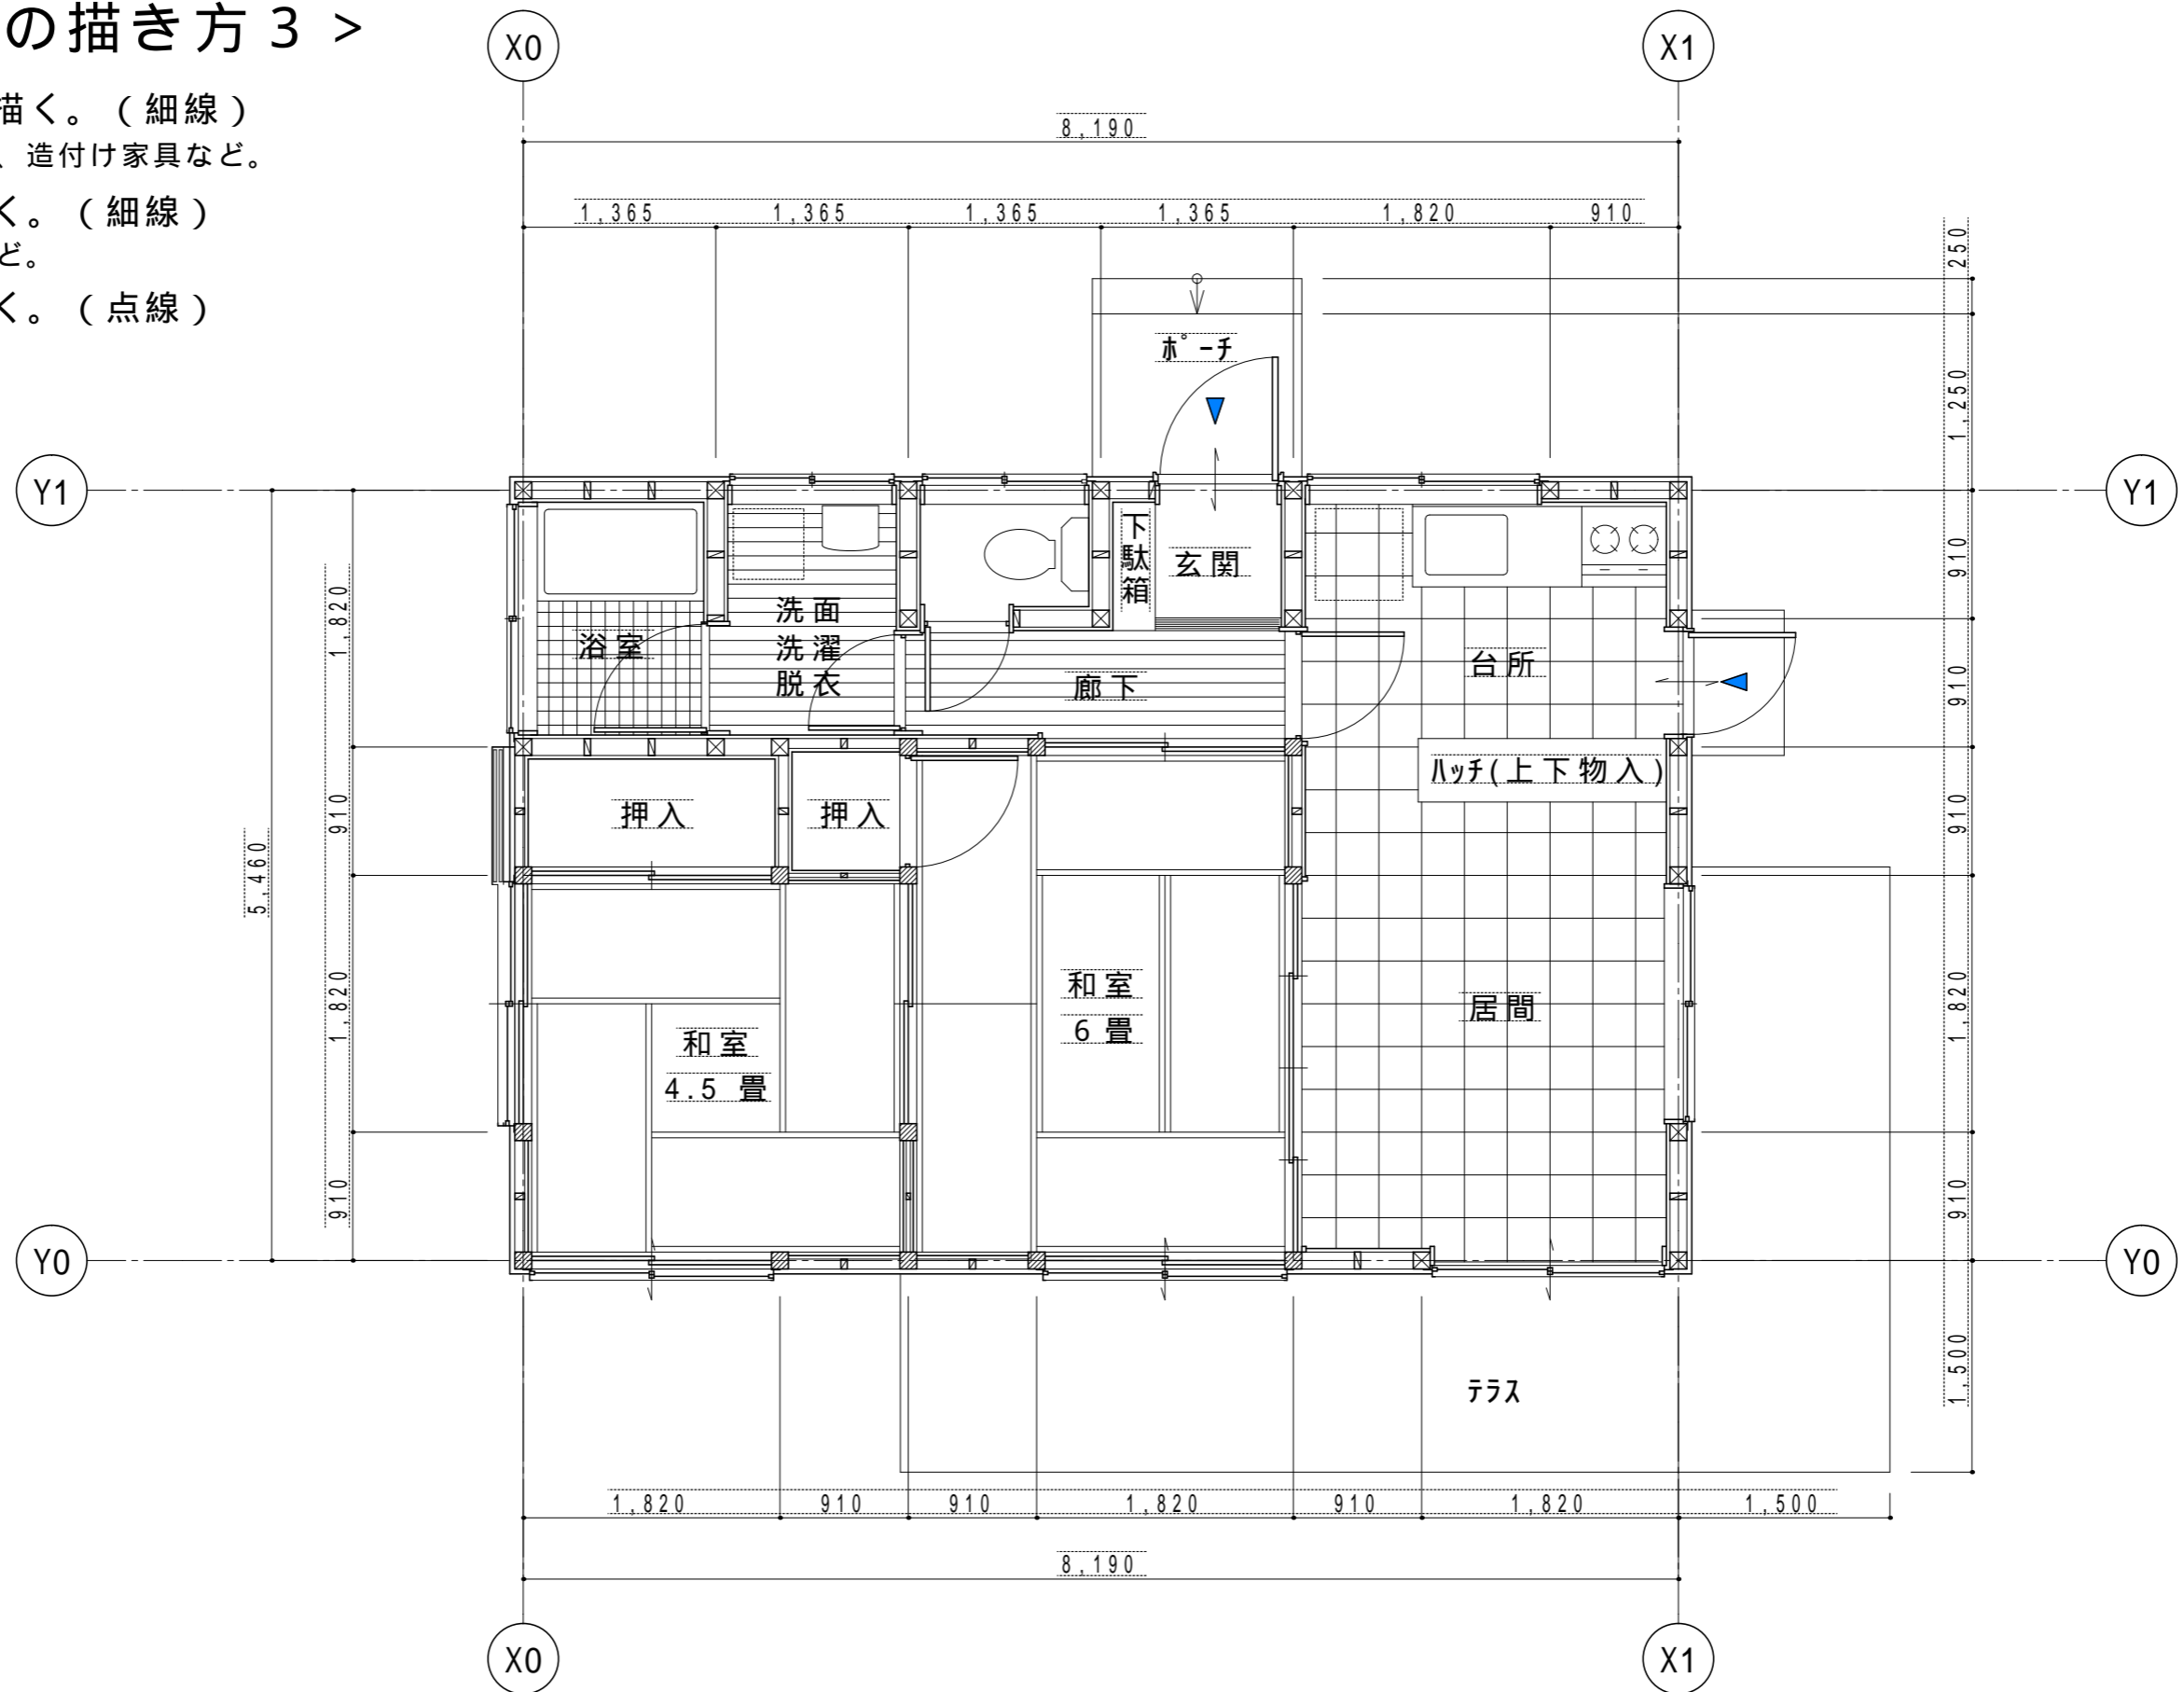 の描き方3 >
描く。（細線）
、造付け家具など。
く。（細線）
ど。
く。（点線）
X0
X1
8,190
1,365
1,365
1,365
1,365
1,820
910
250
1,250
ﾎﾟｰﾁ
Y1
Y1
下駄箱
玄関
910
1,820
洗面
洗濯
脱衣
浴室
廊下
台所
910
ﾊｯﾁ(上下物入)
押入
押入
910
910
5,460
和室
6 畳
居間
1,820
1,820
和室
4.5 畳
910
910
Y0
Y0
1,500
ﾃﾗｽ
1,820
910
910
1,820
910
1,820
1,500
8,190
X0
X1